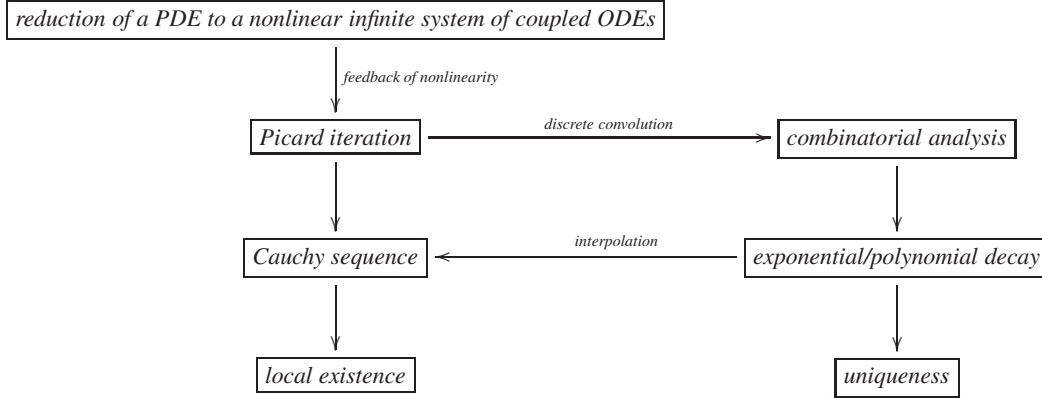 reduction of a PDE to a nonlinear infinite system of coupled ODEs
feedback of nonlinearity
Picard iteration
discrete convolution
combinatorial analysis
Cauchy sequence
interpolation
exponential/polynomial decay
local existence
uniqueness